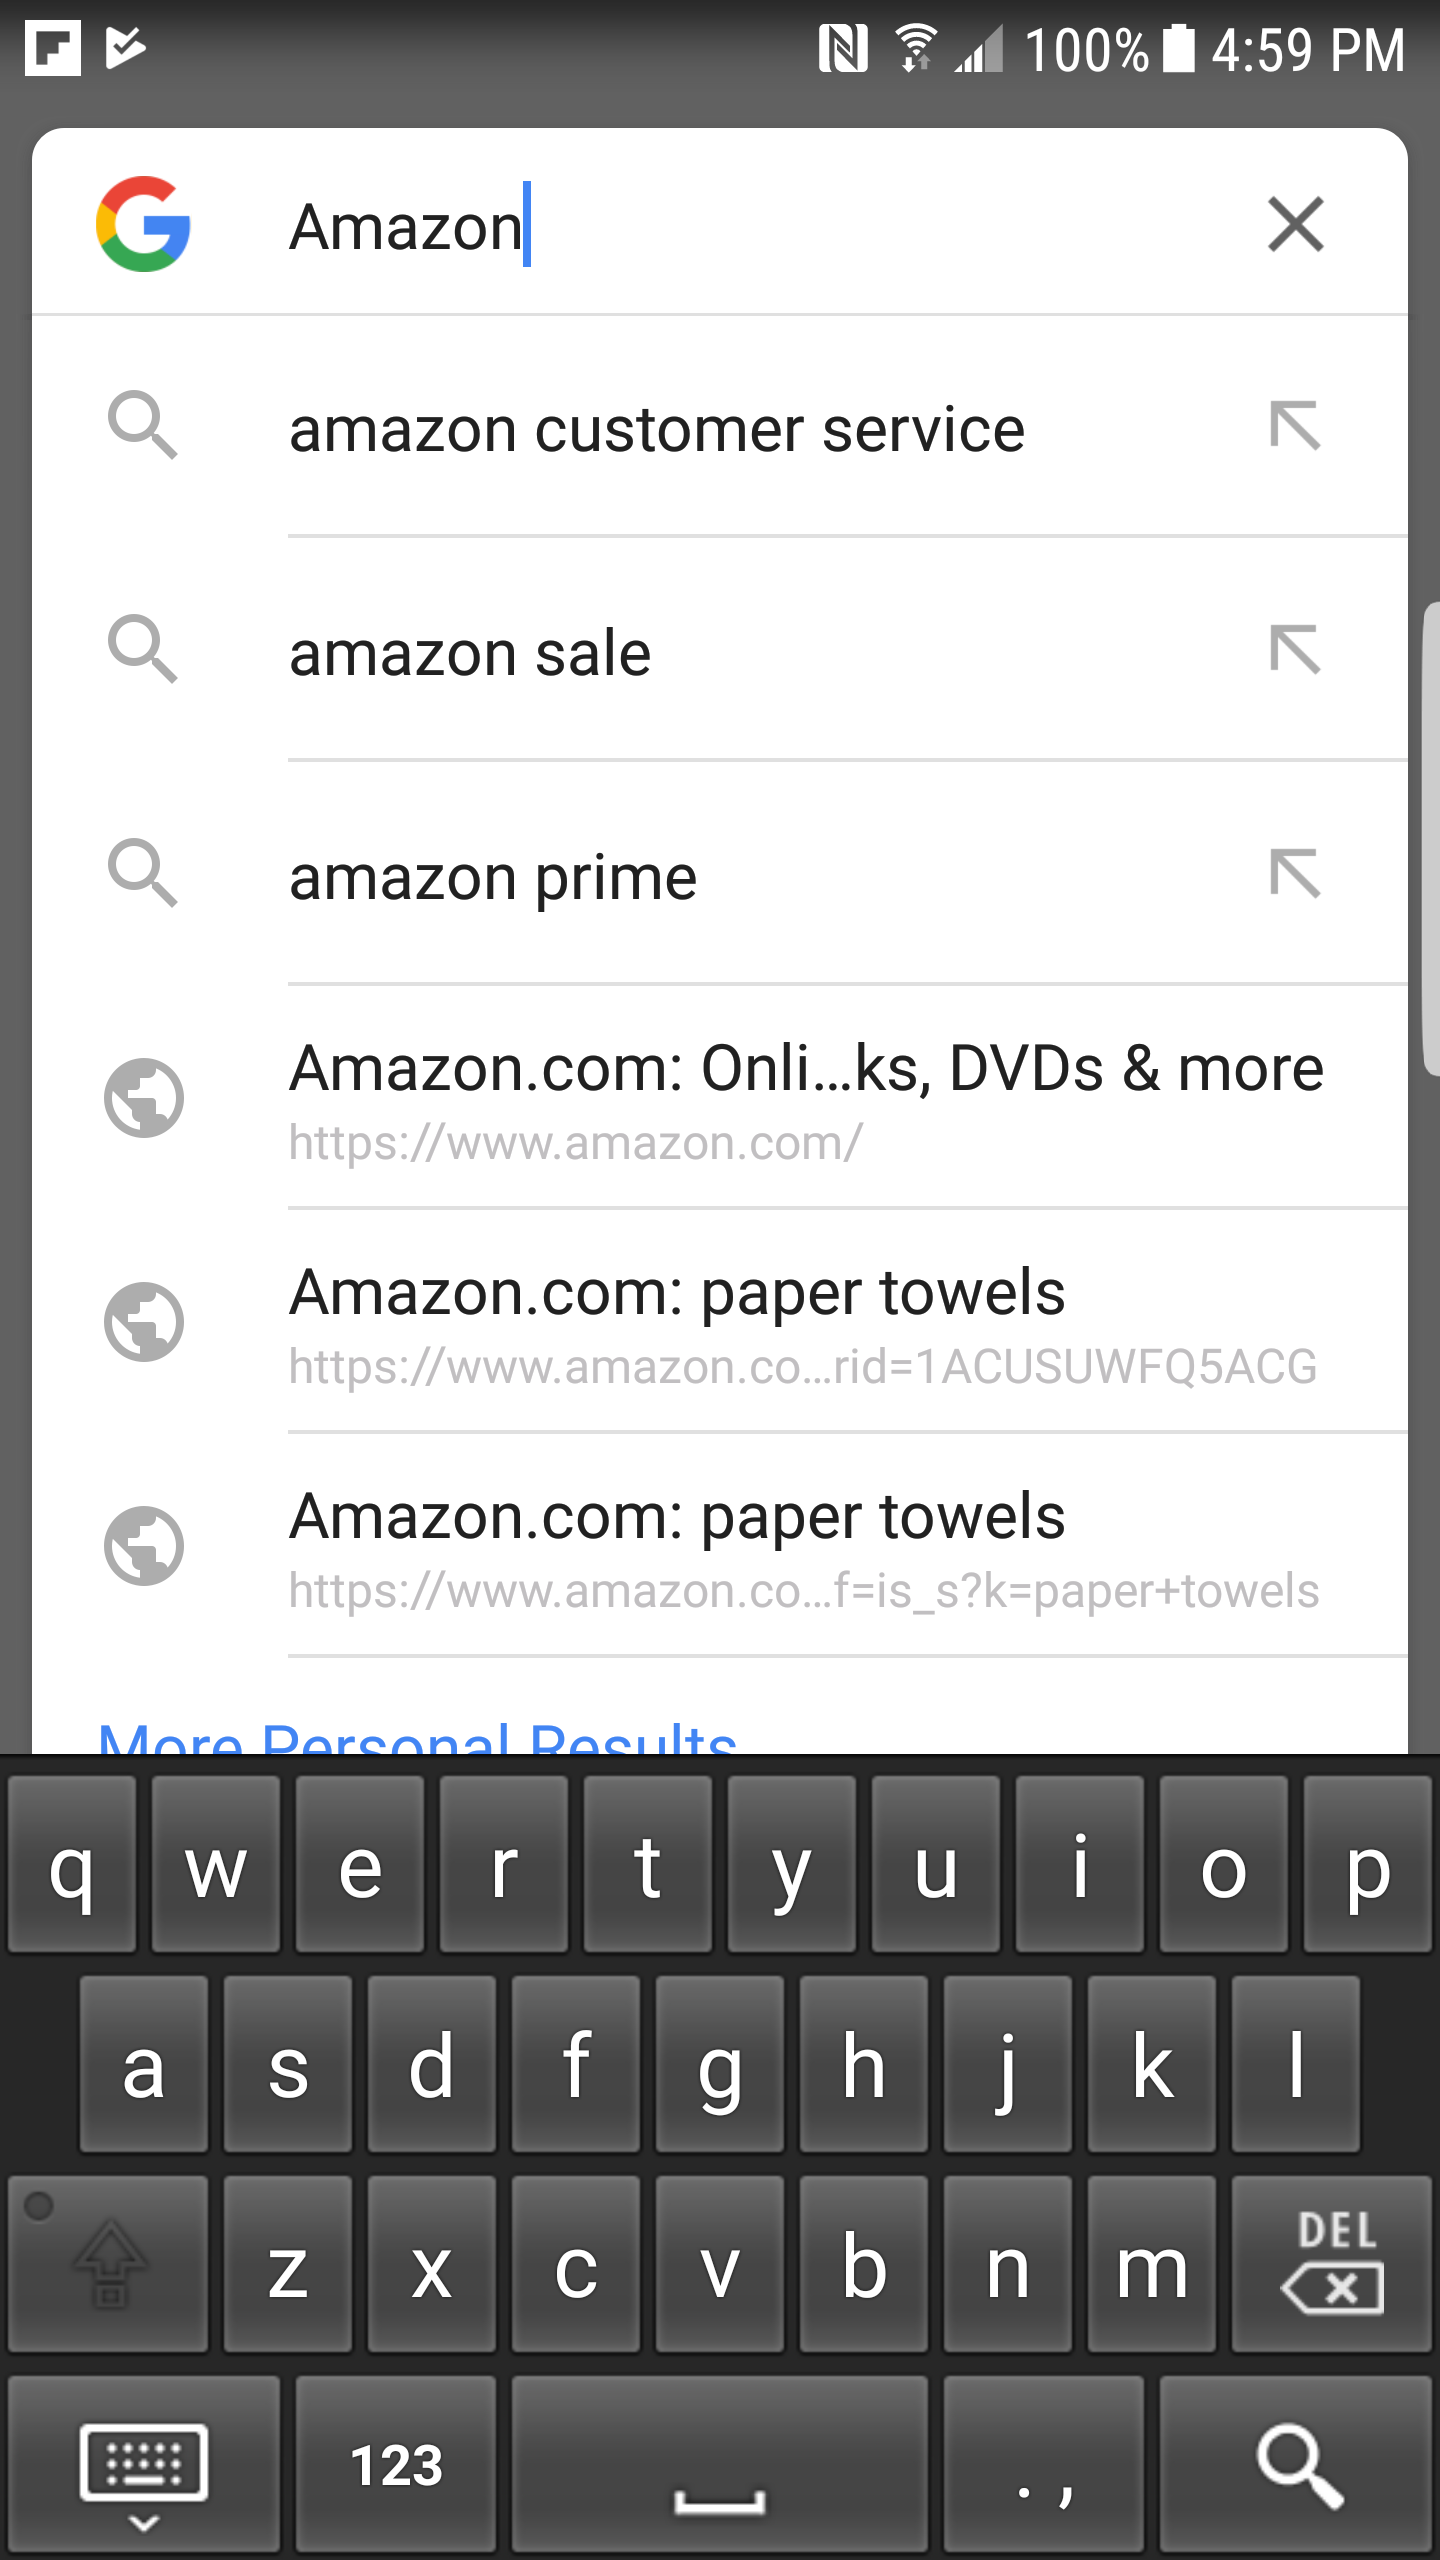 100% 4:59 PM
Amazon
amazon customer service
amazon sale
amazon prime
Amazon.com: Onli...ks, DVDs & more
https://www.amazon.com/
Amazon.com: paper towels
https://www.amazon.co...rid=1ACUSUWFQ5ACG
Amazon.com: paper towels
https://www.amazon.co...f=is_s?k=paper+towels
More Personal Results
q w e r t y u i o p
a s d f g h j k l
z x c v b n m DEL
123 . ,